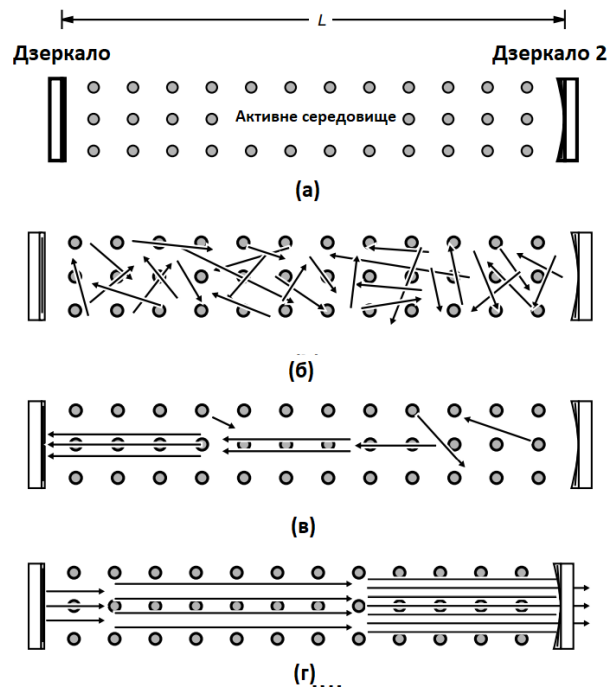 L
Дзеркало
Дзеркало 2
Активне середовище
(а)
(б)
(в)
(г)